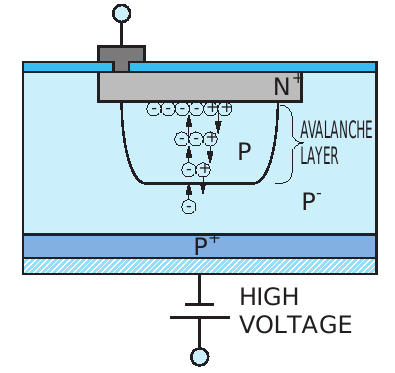 N+
- - - - + +
- - +
P
AVALANCHE
LAYER
- +
P-
-
P+
HIGH
VOLTAGE